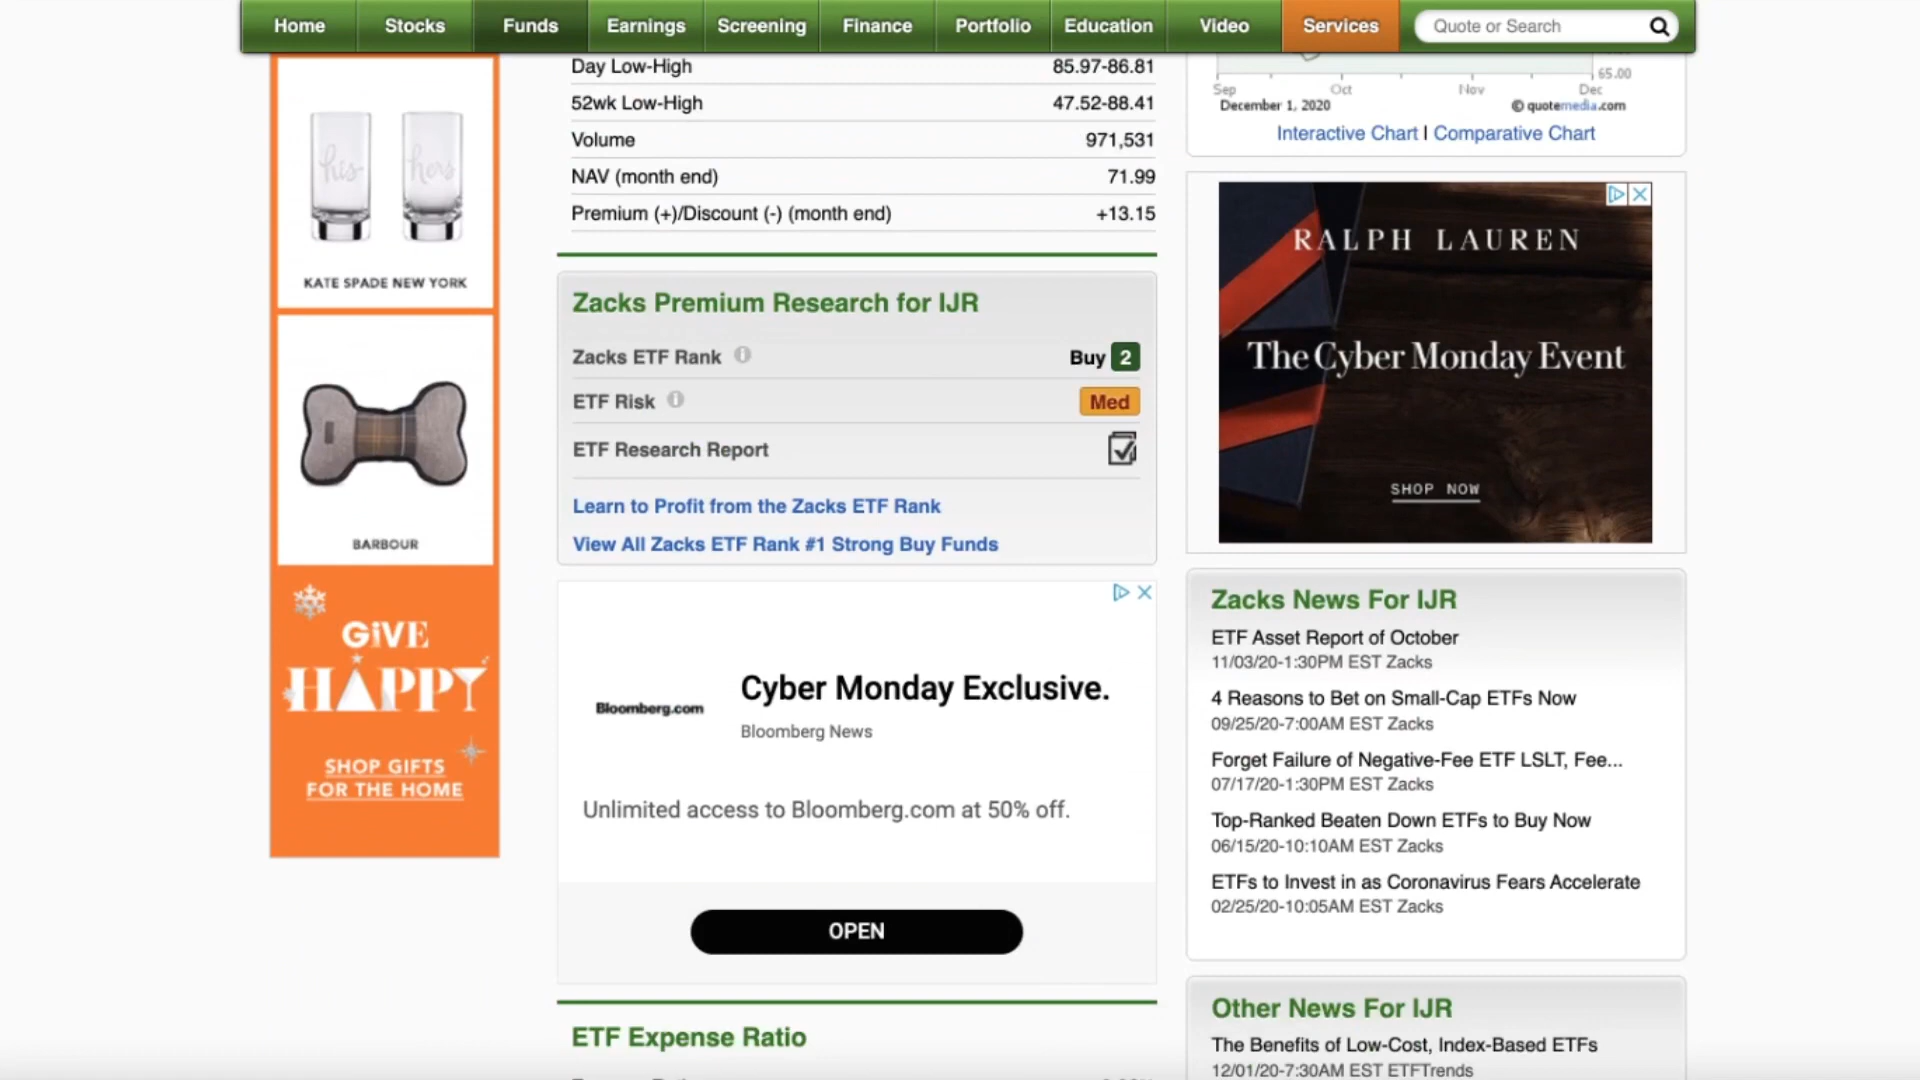 Home Stocks Funds Earnings Screening Finance Portfolio Education Video Services Quote or Search
his hers
KATE SPADE NEW YORK
BARBOUR
GIVE
HAPPY
SHOP GIFTS
FOR THE HOME
Day Low-High 85.97-86.81
52wk Low-High 47.52-88.41
Volume 971,531
NAV (month end) 71.99
Premium (+)/Discount (-) (month end) +13.15
Zacks Premium Research for IJR
Zacks ETF Rank Buy 2
ETF Risk Med
ETF Research Report
Learn to Profit from the Zacks ETF Rank
View All Zacks ETF Rank #1 Strong Buy Funds
Bloomberg.com
Cyber Monday Exclusive.
Bloomberg News
Unlimited access to Bloomberg.com at 50% off.
OPEN
ETF Expense Ratio
65.00
Sep Oct Nov Dec
December 1, 2020 © quotemedia.com
Interactive Chart | Comparative Chart
RALPH LAUREN
The Cyber Monday Event
SHOP NOW
Zacks News For IJR
ETF Asset Report of October
11/03/20-1:30PM EST Zacks
4 Reasons to Bet on Small-Cap ETFs Now
09/25/20-7:00AM EST Zacks
Forget Failure of Negative-Fee ETF LSLT, Fee...
07/17/20-1:30PM EST Zacks
Top-Ranked Beaten Down ETFs to Buy Now
06/15/20-10:10AM EST Zacks
ETFs to Invest in as Coronavirus Fears Accelerate
02/25/20-10:05AM EST Zacks
Other News For IJR
The Benefits of Low-Cost, Index-Based ETFs
12/01/20-7:30AM EST ETFTrends